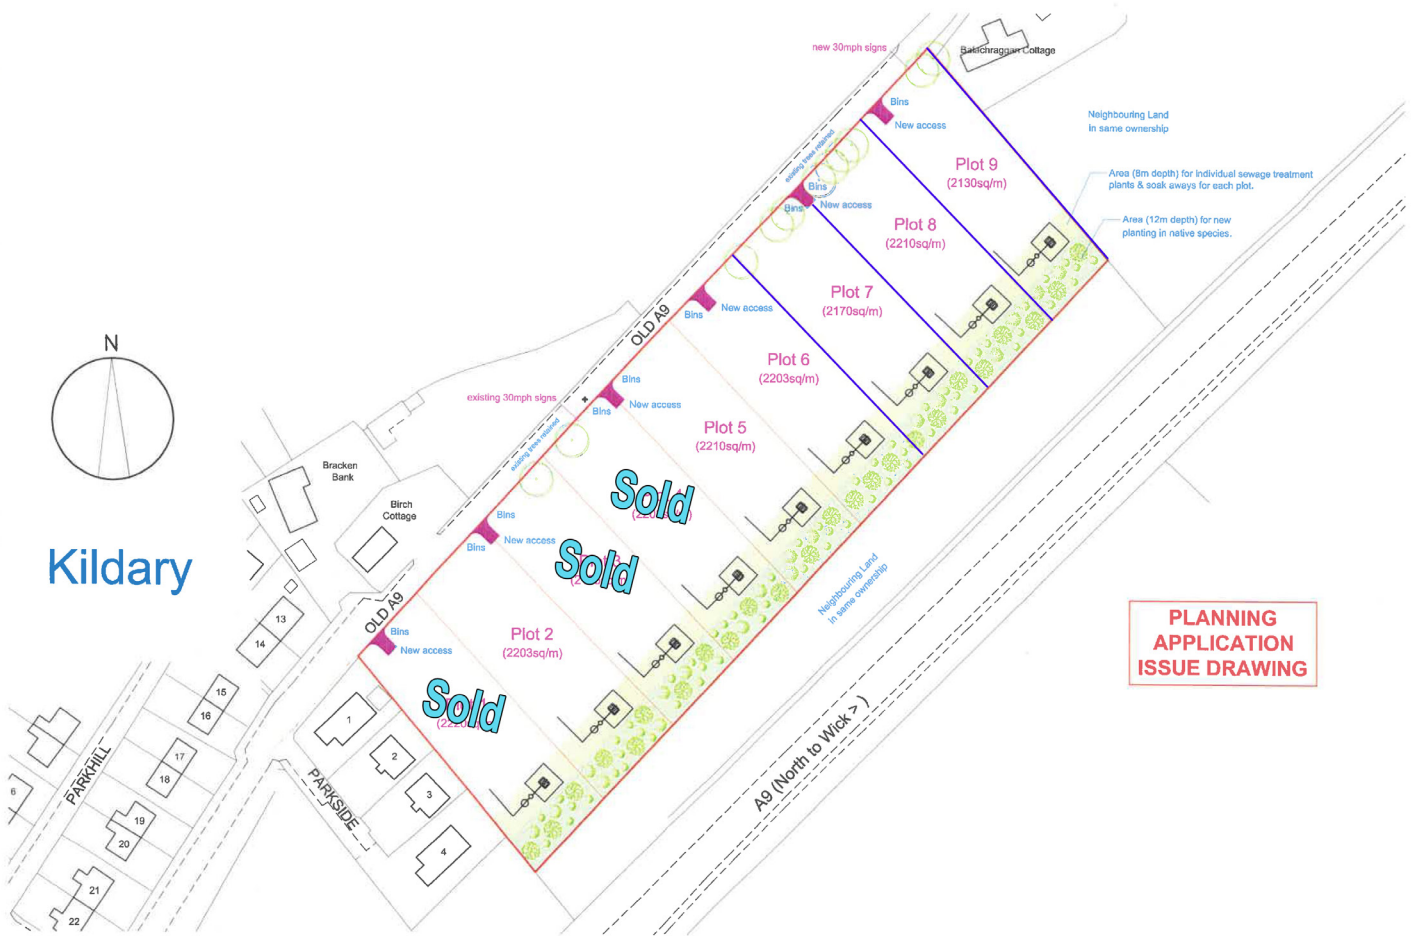 new 30mph signs
Balachraggan Cottage
Bins
New access
Neighbouring Land
in same ownership
existing trees retained
Plot 9
(2130sq/m)
Area (8m depth) for individual sewage treatment
plants & soak aways for each plot.
Bins
Bins
New access
Plot 8
(2210sq/m)
Area (12m depth) for new
planting in native species.
Plot 7
(2170sq/m)
Bins
New access
OLD A9
Plot 6
(2203sq/m)
N
existing 30mph signs
Bins
Bins
New access
existing trees retained
Plot 5
(2210sq/m)
Bracken
Bank
Birch
Cottage
Sold
Bins
Bins
New access
Sold
Kildary
Neighbouring Land
in same ownership
OLD A9
Bins
New access
Plot 2
(2203sq/m)
PLANNING
APPLICATION
ISSUE DRAWING
13
14
15
16
Sold
1
2
3
4
PARKSIDE
PARKHILL
17
18
6
19
20
21
22
A9 (North to Wick > )